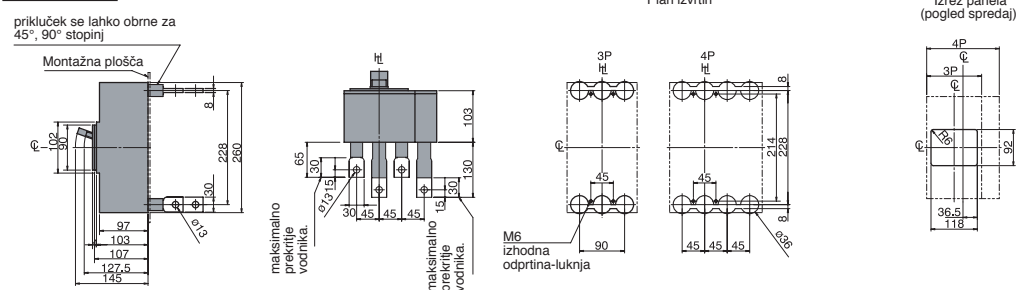 priključek se lahko obrne za
45°, 90° stopinj
Montažna plošča
8
102
90
228
260
30
97
103
107
127.5
145
ø13
103
65
30
15
130
30
15
ø13
30
45
45
45
maksimalno
prekritje
vodnika.
maksimalno
prekritje
vodnika.
Plan izvrtin
3P
4P
8
214
228
45
45
8
M6
izhodna
odprtina-luknja
90
45
45
45
ø36
Izrez panela
(pogled spredaj)
4P
3P
R6
92
36.5
118